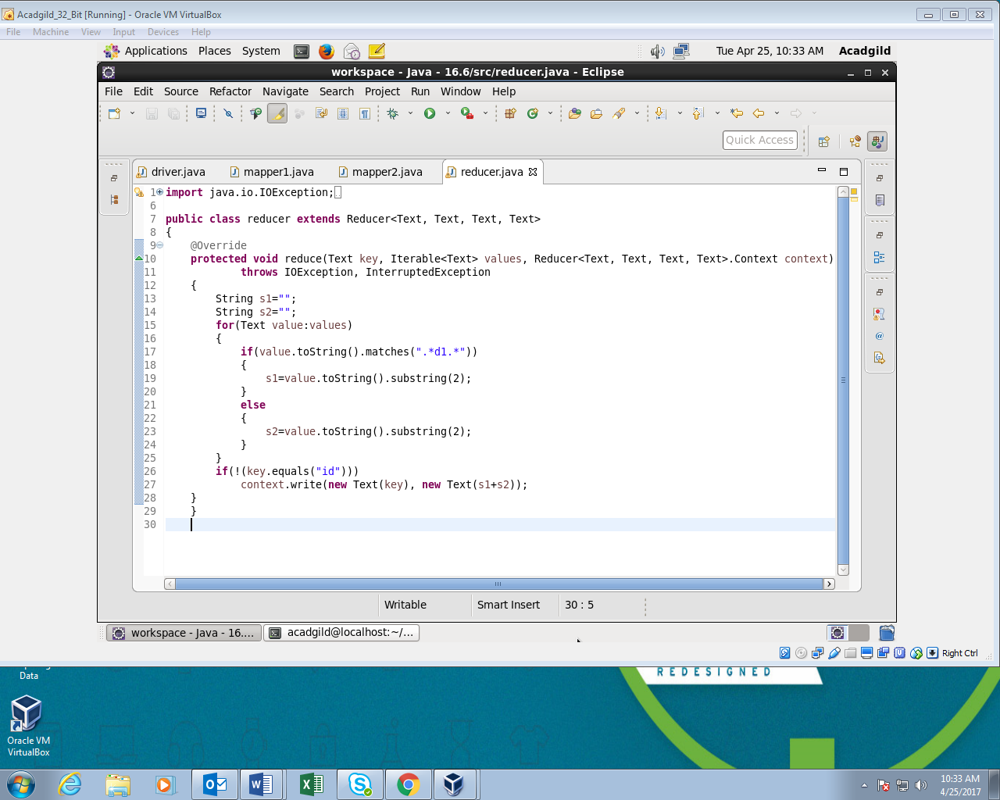 Acadgild_32_Bit [Running] - Oracle VM VirtualBox
File Machine View Input Devices Help
Applications Places System Tue Apr 25, 10:33 AM Acadgild
workspace - Java - 16.6/src/reducer.java - Eclipse
File Edit Source Refactor Navigate Search Project Run Window Help
Quick Access
driver.java mapper1.java mapper2.java reducer.java
1 import java.io.IOException;
6
7 public class reducer extends Reducer<Text, Text, Text, Text>
8 {
9 @Override
10 protected void reduce(Text key, Iterable<Text> values, Reducer<Text, Text, Text, Text>.Context context)
11 throws IOException, InterruptedException
12 {
13 String s1="";
14 String s2="";
15 for(Text value:values)
16 {
17 if(value.toString().matches(".*d1.*"))
18 {
19 s1=value.toString().substring(2);
20 }
21 else
22 {
23 s2=value.toString().substring(2);
24 }
25 }
26 if(!(key.equals("id")))
27 context.write(new Text(key), new Text(s1+s2));
28 }
29 }
30
Writable Smart Insert 30 : 5
workspace - Java - 16.... acadgild@localhost:~/...
Right Ctrl
Data
REDESIGNED
Oracle VM
VirtualBox
10:33 AM
4/25/2017